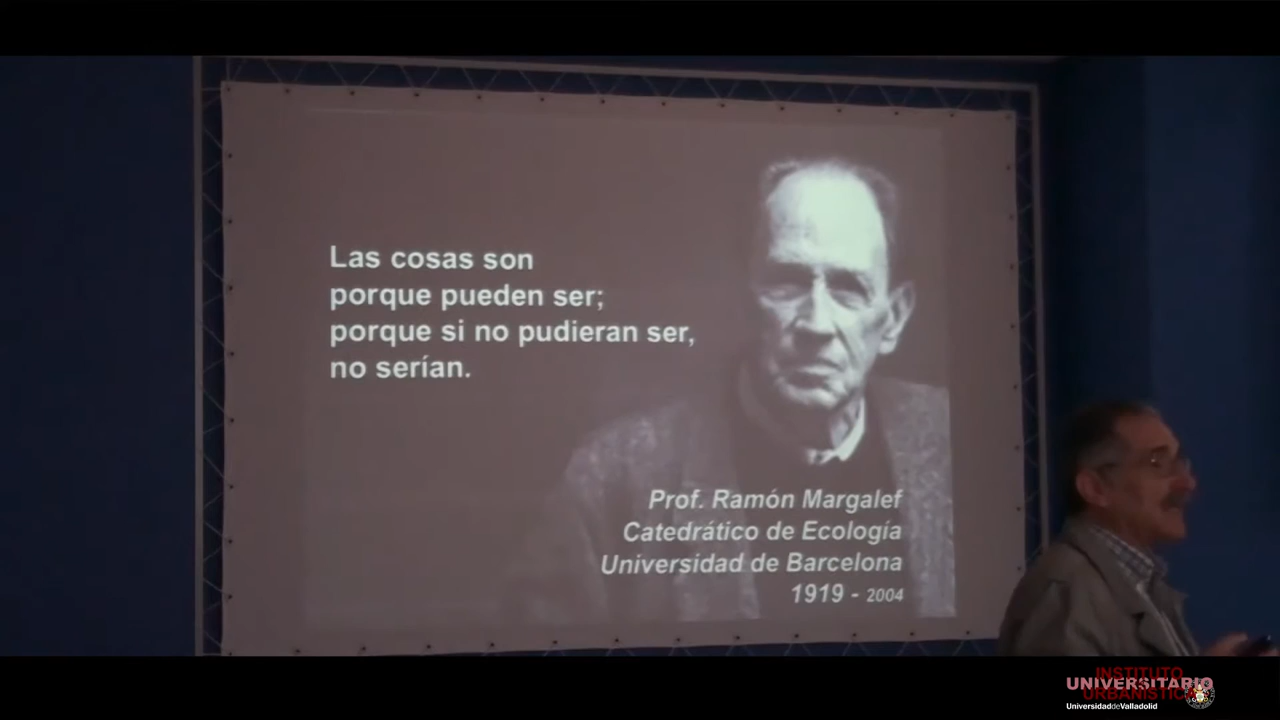 Las cosas son
porque pueden ser;
porque si no pudieran ser,
no serían.
Prof. Ramón Margalef
Catedrático de Ecología
Universidad de Barcelona
1919 - 2004
INSTITUTO
UNIVERSITARIO
URBANÍSTICA
UniversidaddeValladolid